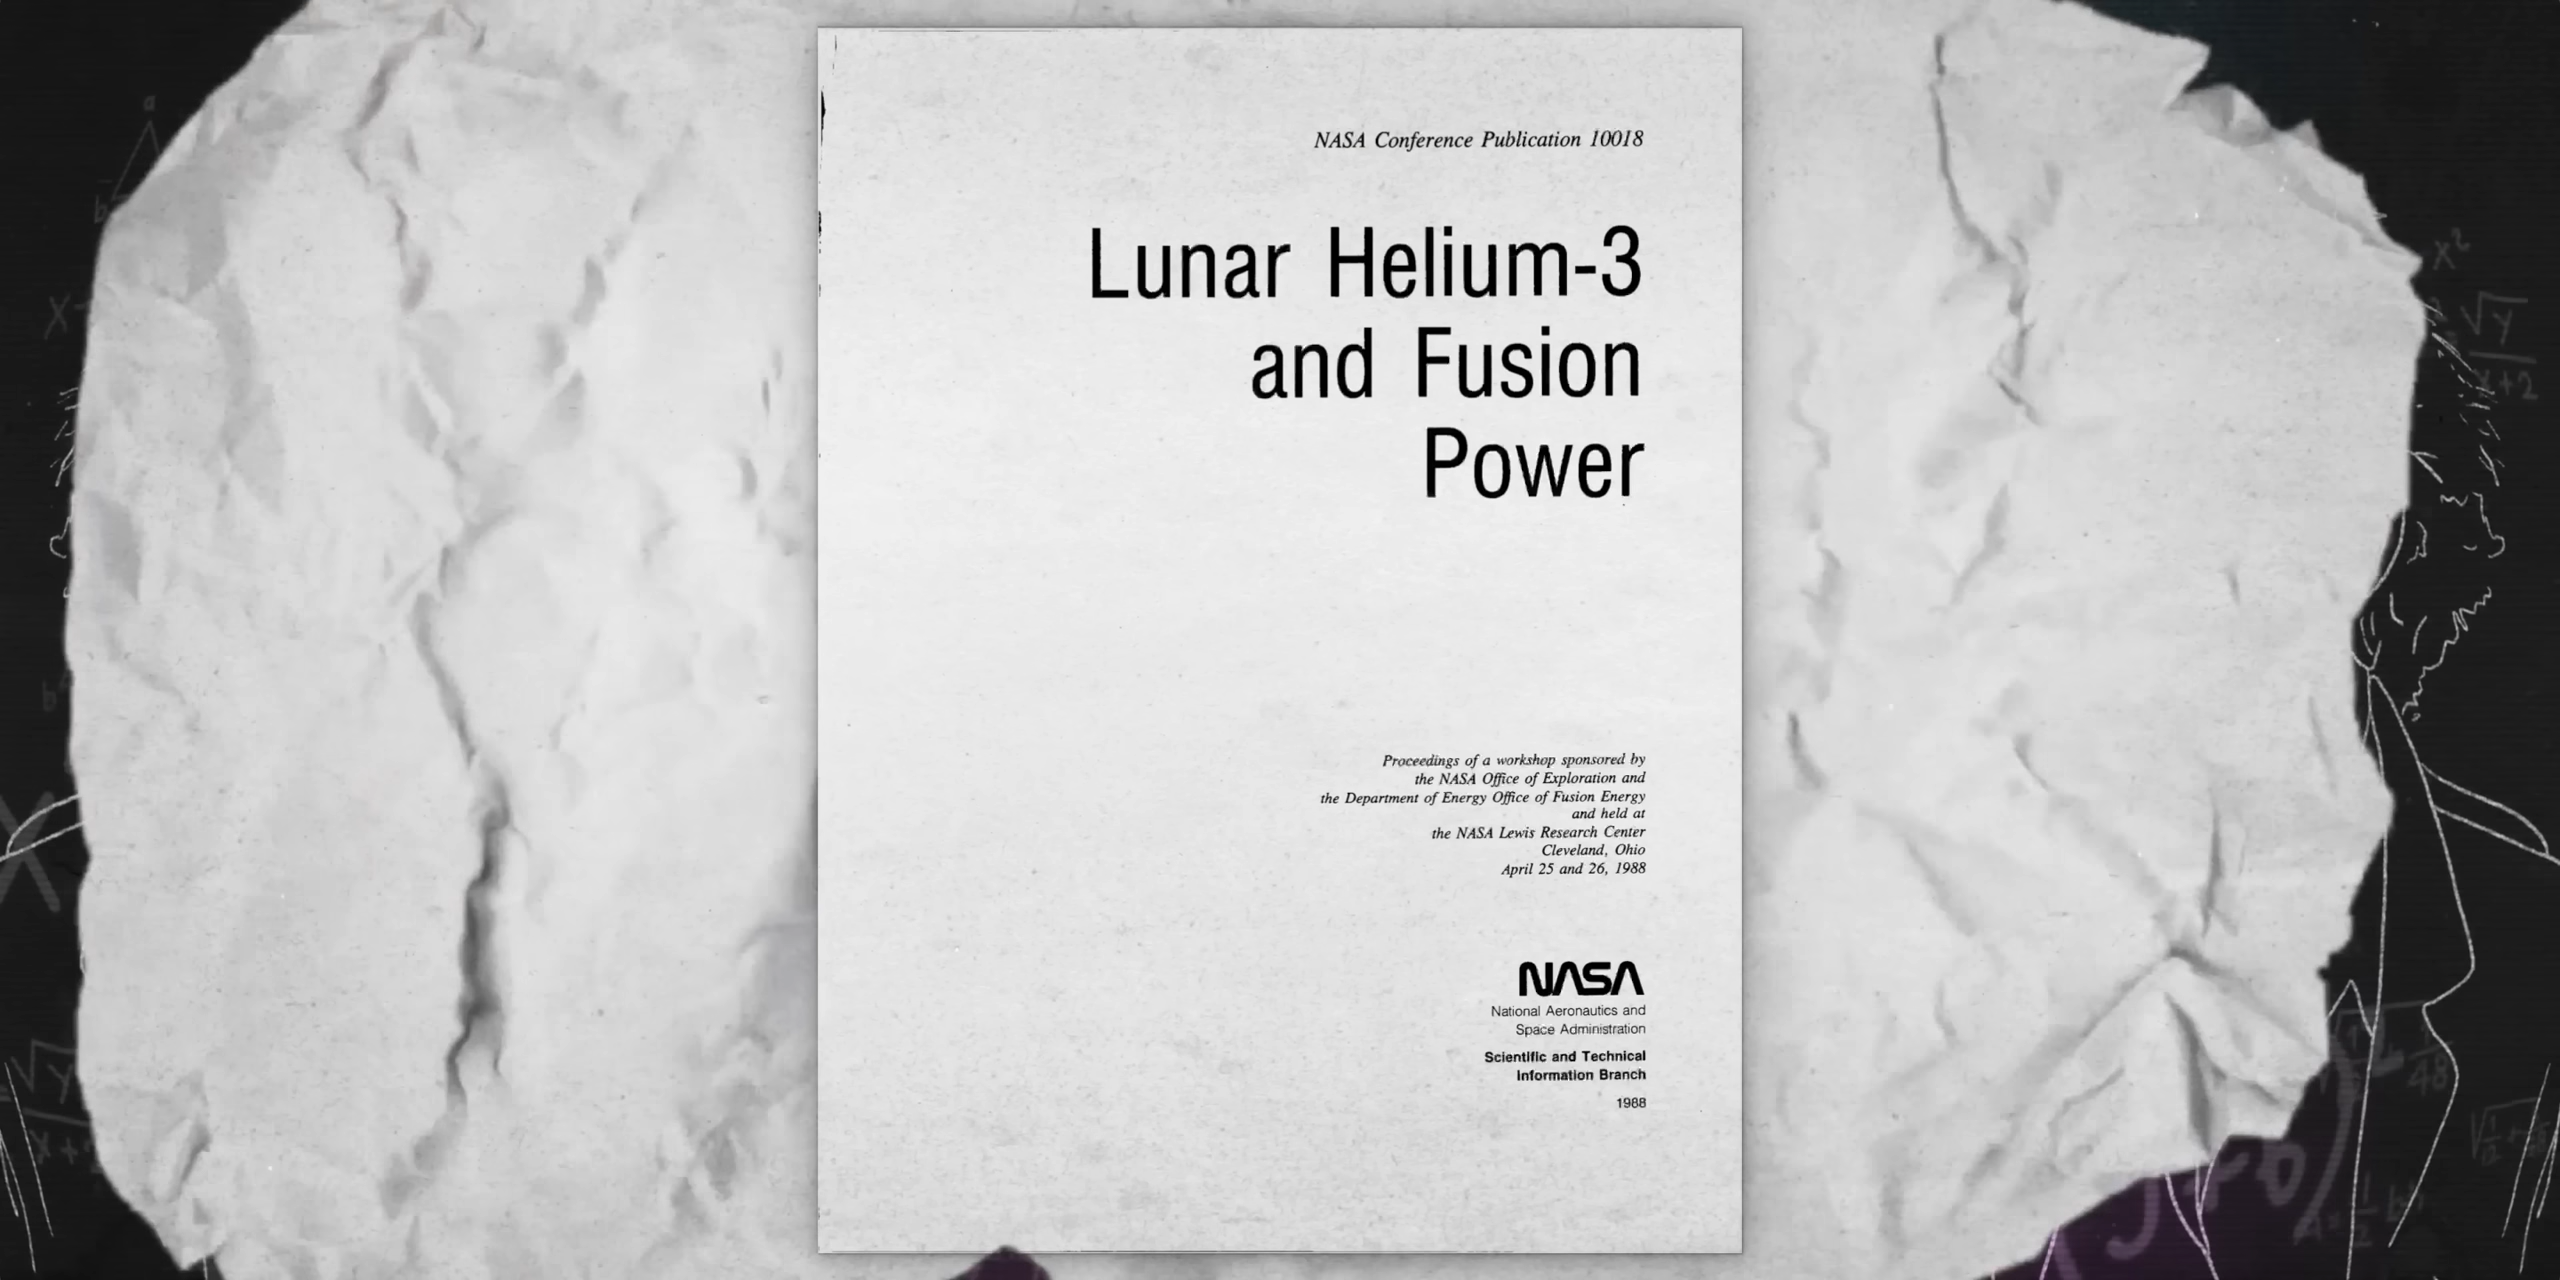 NASA Conference Publication 10018
Lunar Helium-3
and Fusion
Power
Proceedings of a workshop sponsored by
the NASA Office of Exploration and
the Department of Energy Office of Fusion Energy
and held at
the NASA Lewis Research Center
Cleveland, Ohio
April 25 and 26, 1988
NASA
National Aeronautics and
Space Administration
Scientific and Technical
Information Branch
1988